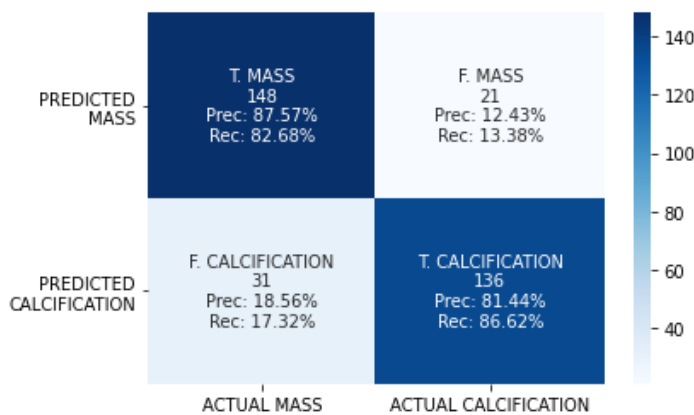 T. MASS
148
Prec: 87.57%
Rec: 82.68%
F. MASS
21
Prec: 12.43%
Rec: 13.38%
PREDICTED
MASS
F. CALCIFICATION
31
Prec: 18.56%
Rec: 17.32%
T. CALCIFICATION
136
Prec: 81.44%
Rec: 86.62%
PREDICTED
CALCIFICATION
ACTUAL MASS
ACTUAL CALCIFICATION
140
120
100
80
60
40